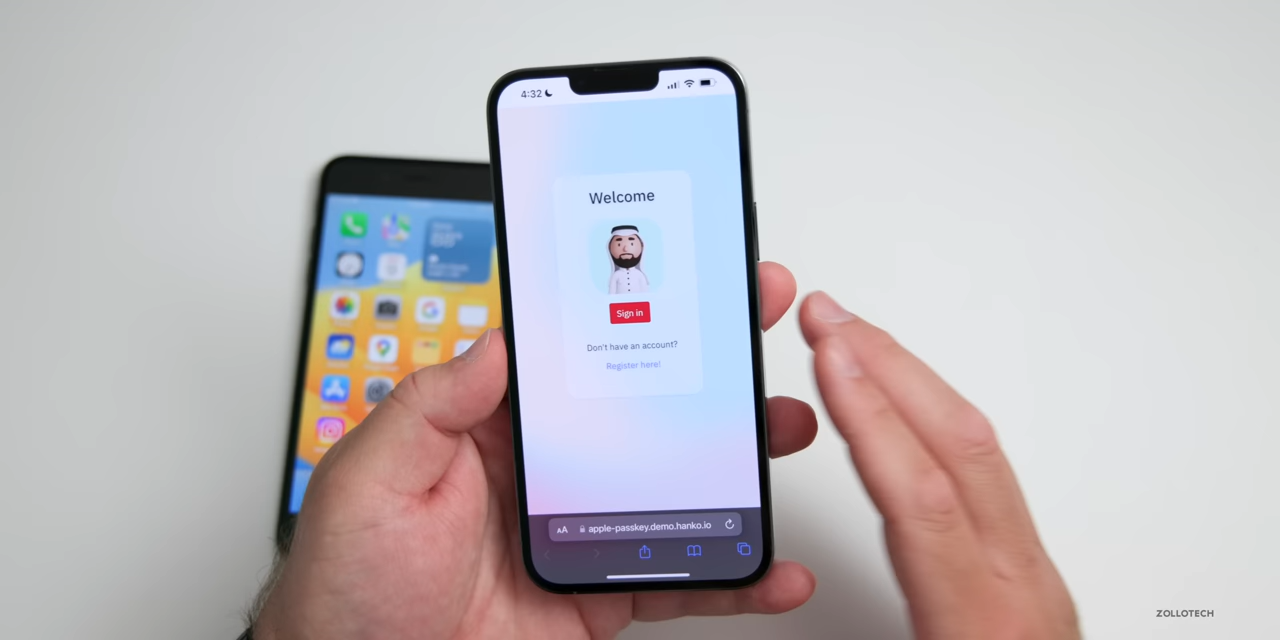 4:32
Welcome
Sign in
Don't have an account?
Register here!
AA apple-passkey.demo.hanko.io
ZOLLOTECH